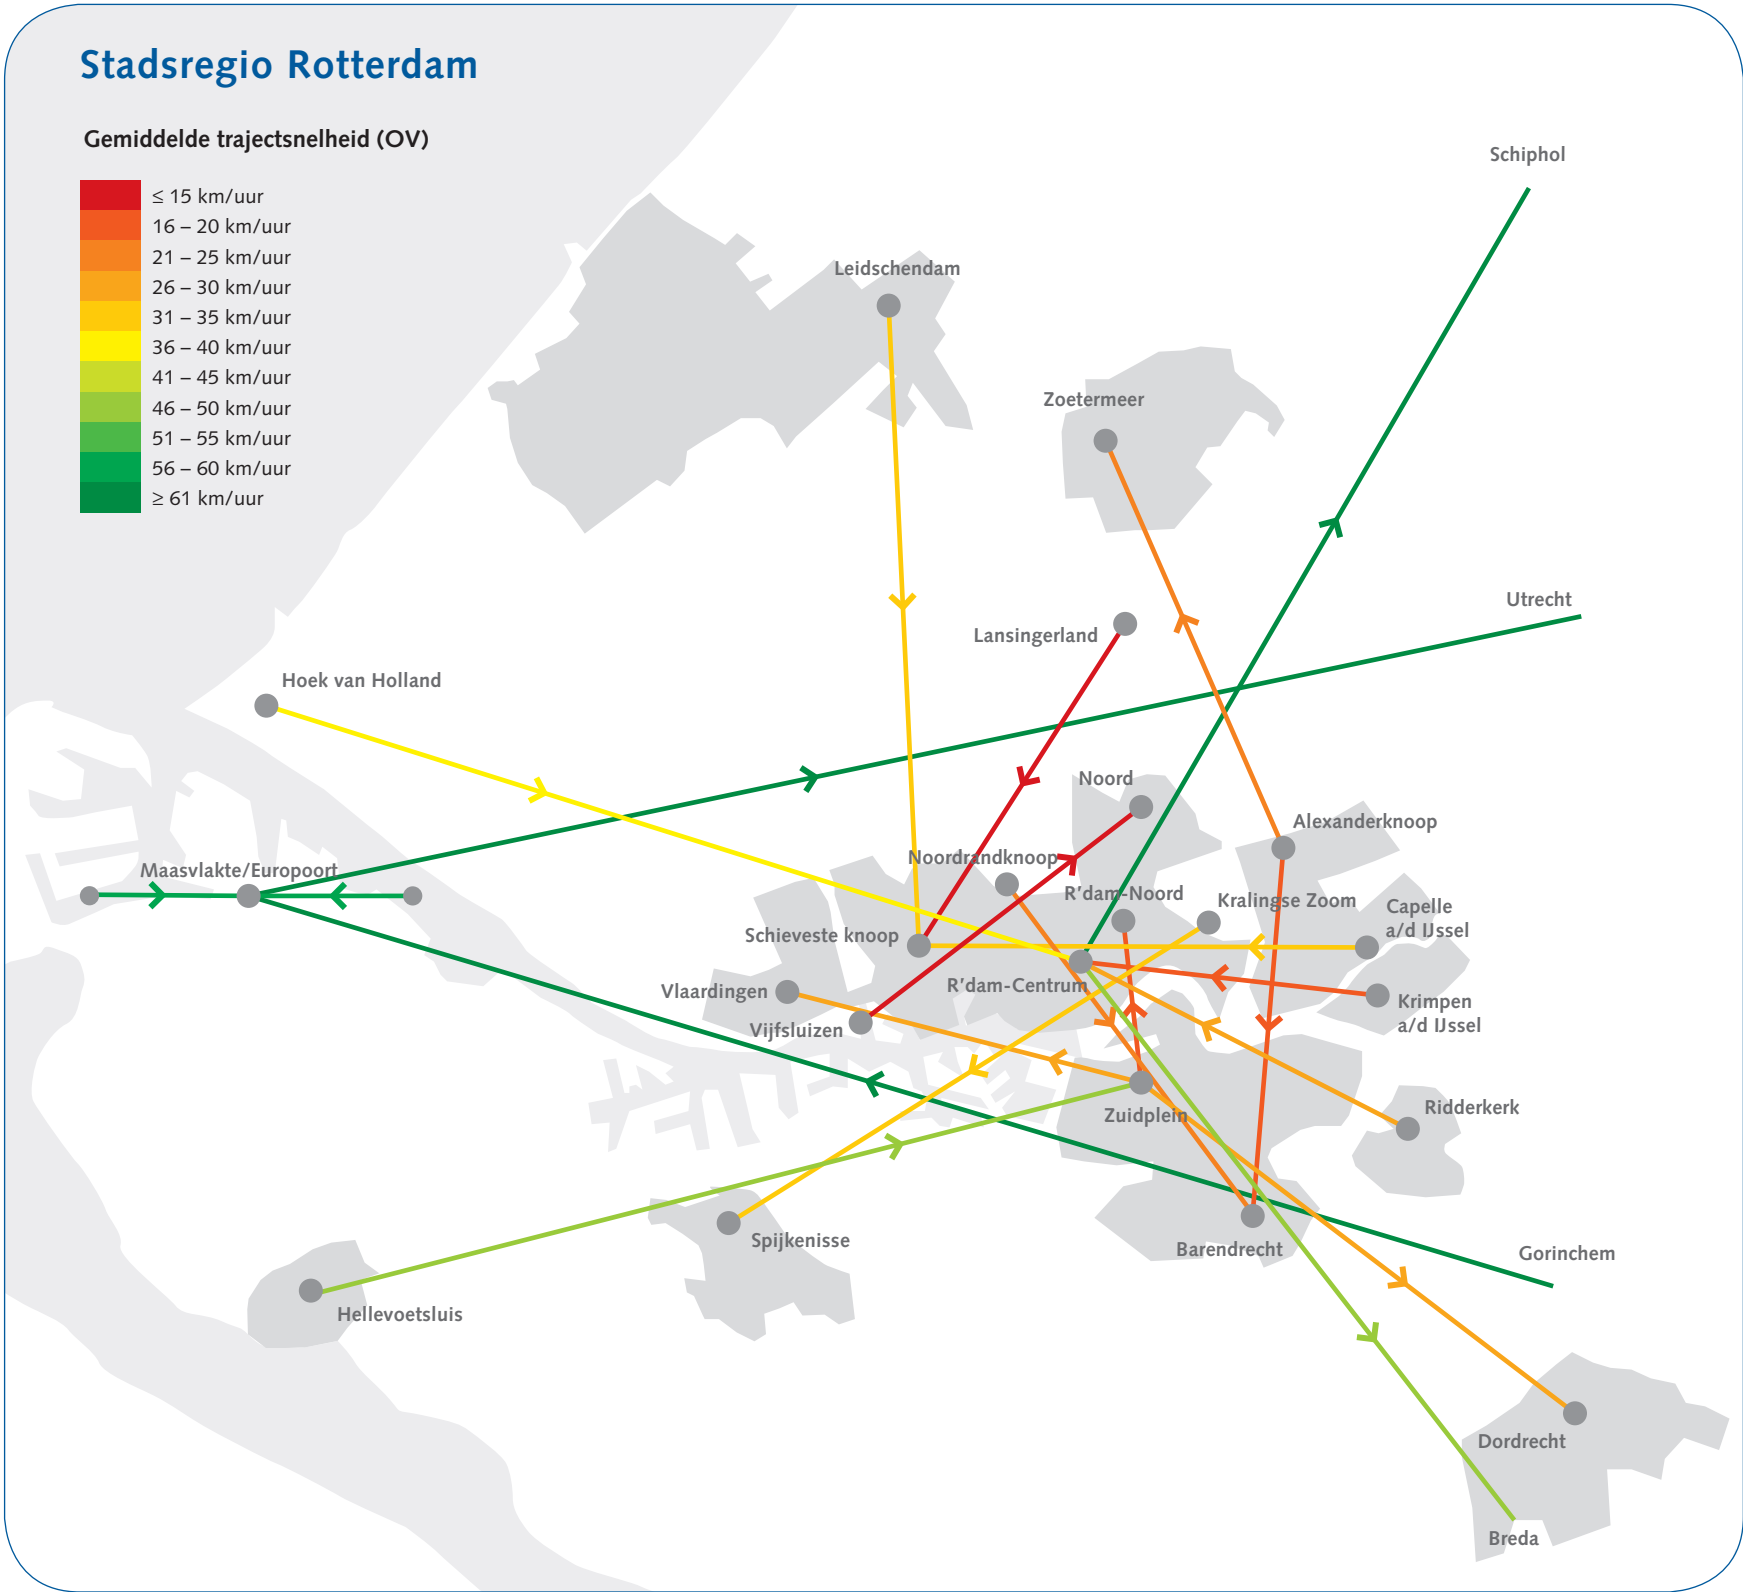 Stadsregio Rotterdam
Gemiddelde trajectsnelheid (OV)
≤ 15 km/uur
16 – 20 km/uur
21 – 25 km/uur
26 – 30 km/uur
31 – 35 km/uur
36 – 40 km/uur
41 – 45 km/uur
46 – 50 km/uur
51 – 55 km/uur
56 – 60 km/uur
≥ 61 km/uur
Schiphol
Leidschendam
Zoetermeer
Utrecht
Lansingerland
Hoek van Holland
Noord
Alexanderknoop
Noordrandknoop
Maasvlakte/Europoort
R’dam-Noord
Kralingse Zoom
Capelle
a/d IJssel
Schieveste knoop
R’dam-Centrum
Vlaardingen
Krimpen
a/d IJssel
Vijfsluizen
Ridderkerk
Zuidplein
Spijkenisse
Barendrecht
Gorinchem
Hellevoetsluis
Dordrecht
Breda